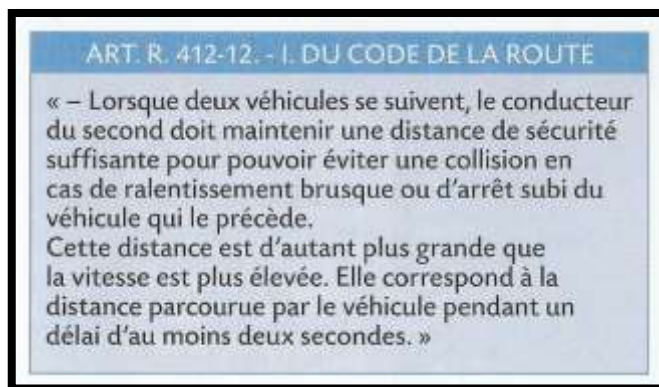 ART. R. 412-12. - I. DU CODE DE LA ROUTE
« – Lorsque deux véhicules se suivent, le conducteur
du second doit maintenir une distance de sécurité
suffisante pour pouvoir éviter une collision en
cas de ralentissement brusque ou d'arrêt subi du
véhicule qui le précède.
Cette distance est d'autant plus grande que
la vitesse est plus élevée. Elle correspond à la
distance parcourue par le véhicule pendant un
délai d'au moins deux secondes. »